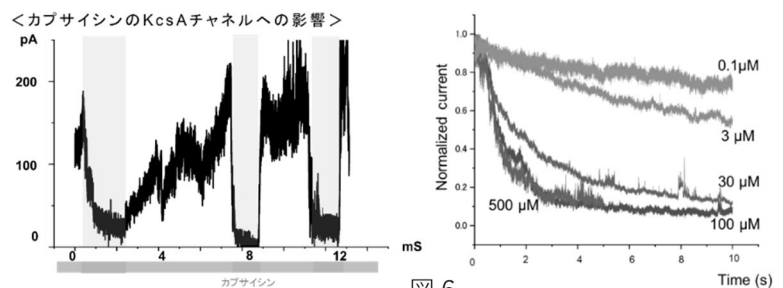 ＜カプサイシンのKcsAチャネルへの影響＞
pA
200
100
0
0 4 8 12 mS
カプサイシン
Normalized current
1.0
0.8
0.6
0.4
0.2
0.0
0.1μM
3 μM
30 μM
500 μM
100 μM
0 2 4 6 8 10
Time (s)